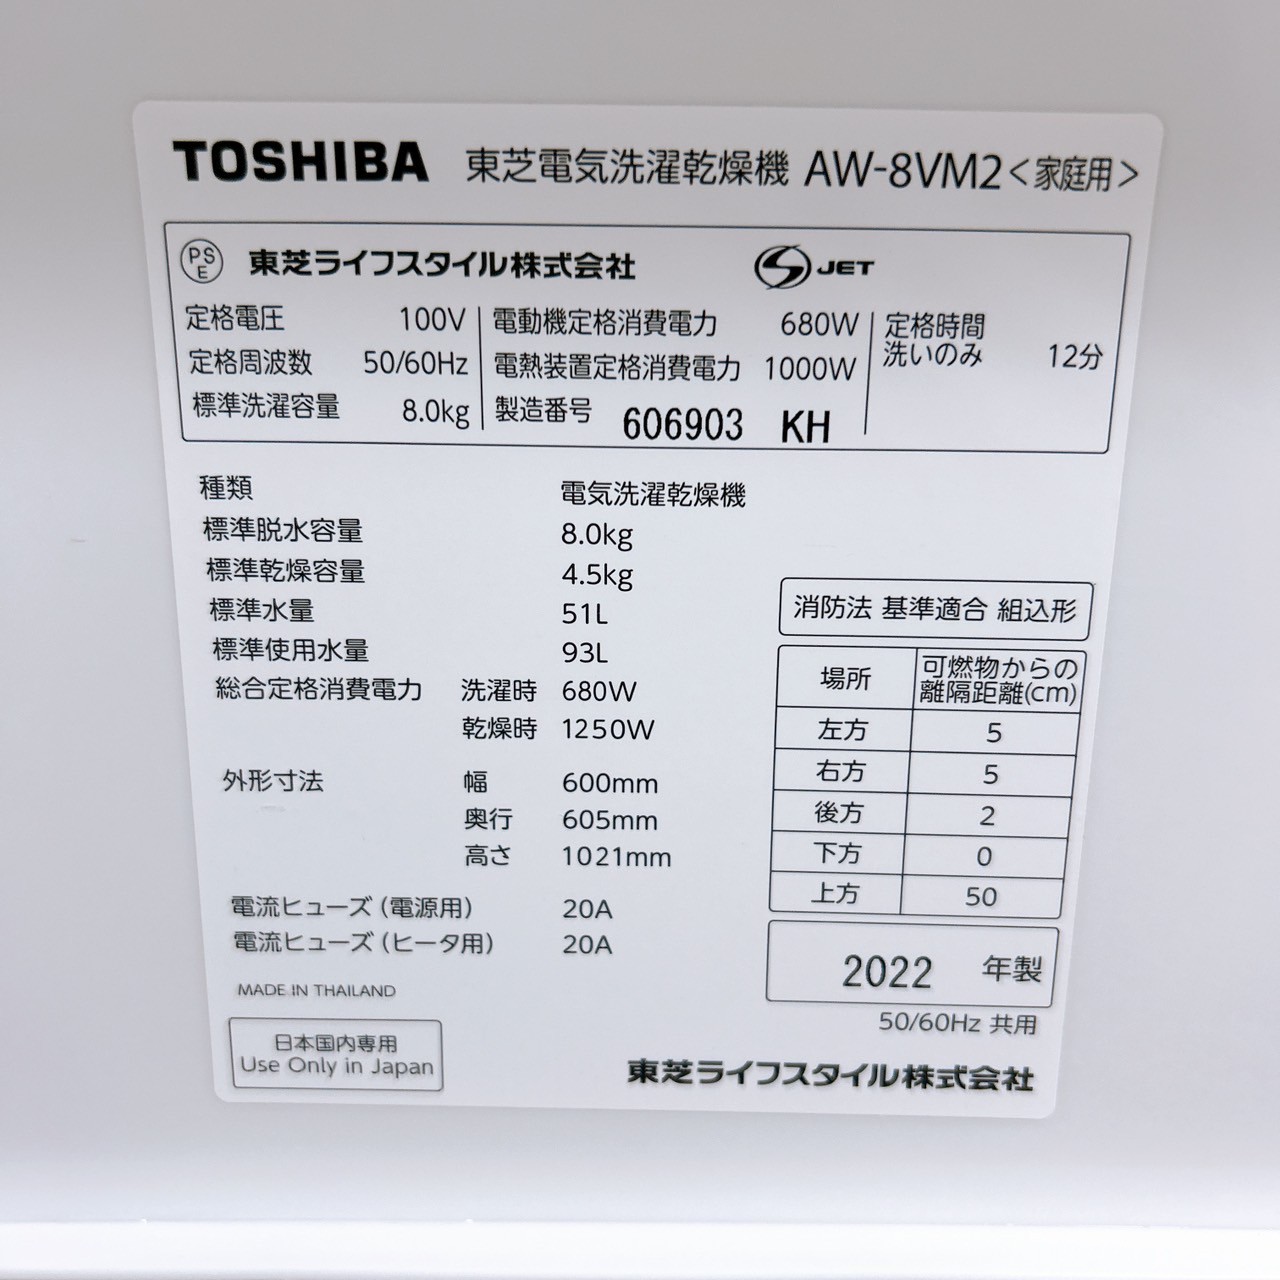 TOSHIBA 東芝電気洗濯乾燥機 AW-8VM2<家庭用>
PSE 東芝ライフスタイル株式会社 S JET
定格電圧 100V
定格周波数 50/60Hz
標準洗濯容量 8.0kg
電動機定格消費電力 680W
電熱装置定格消費電力 1000W
製造番号 606903 KH
定格時間
洗いのみ 12分
種類 電気洗濯乾燥機
標準脱水容量 8.0kg
標準乾燥容量 4.5kg
標準水量 51L
標準使用水量 93L
総合定格消費電力 洗濯時 680W
乾燥時 1250W
外形寸法 幅 600mm
奥行 605mm
高さ 1021mm
電流ヒューズ(電源用) 20A
電流ヒューズ(ヒータ用) 20A
MADE IN THAILAND
日本国内専用
Use Only in Japan
消防法 基準適合 組込形
場所 可燃物からの
離隔距離(cm)
左方 5
右方 5
後方 2
下方 0
上方 50
2022 年製
50/60Hz 共用
東芝ライフスタイル株式会社